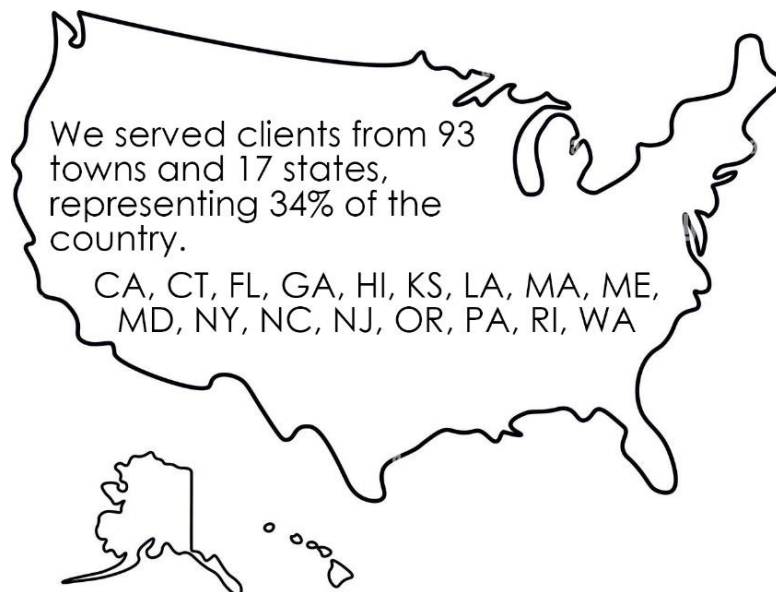 We served clients from 93
towns and 17 states,
representing 34% of the
country.
CA, CT, FL, GA, HI, KS, LA, MA, ME,
MD, NY, NC, NJ, OR, PA, RI, WA